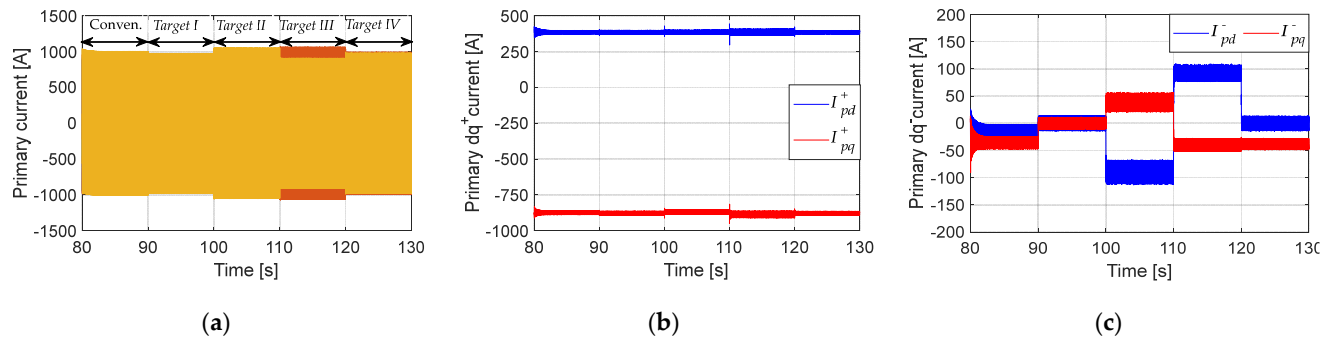 Conven. Target I Target II Target III Target IV
Primary current [A]
1500
1000
500
0
-500
-1000
-1500
80 90 100 110 120 130
Time [s]
(a)
Primary dq+ current [A]
500
250
0
-250
-500
-750
-1000
I+pd
I+pq
80 90 100 110 120 130
Time [s]
(b)
Primary dq- current [A]
200
150
100
50
0
-50
-100
-150
-200
I-pd I-pq
80 90 100 110 120 130
Time [s]
(c)